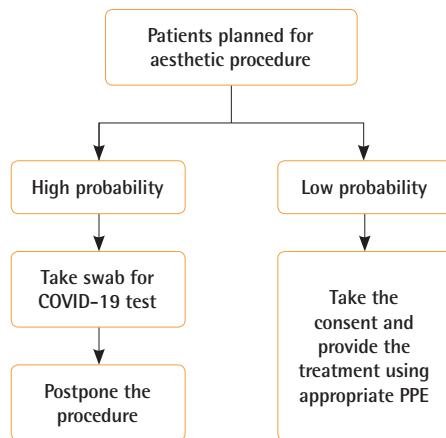 Patients planned for
aesthetic procedure
High probability
Low probability
Take swab for
COVID-19 test
Take the
consent and
provide the
treatment using
appropriate PPE
Postpone the
procedure